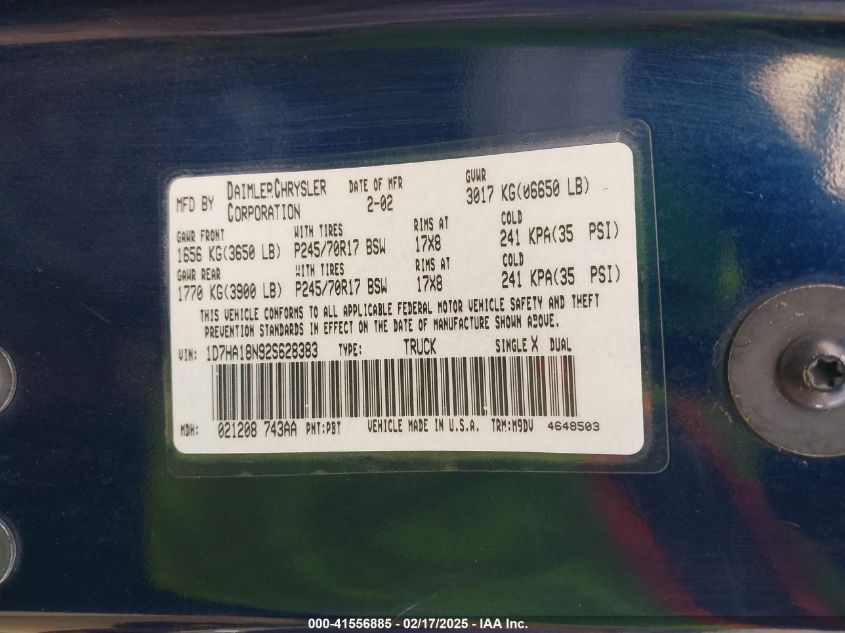 MFD BY DAIMLERCHRYSLER CORPORATION DATE OF MFR 2-02 GVWR 3017 KG(06650 LB)
GAWR FRONT WITH TIRES RIMS AT COLD
1656 KG(3650 LB) P245/70R17 BSW 17X8 241 KPA(35 PSI)
GAWR REAR WITH TIRES RIMS AT COLD
1770 KG(3900 LB) P245/70R17 BSW 17X8 241 KPA(35 PSI)
THIS VEHICLE CONFORMS TO ALL APPLICABLE FEDERAL MOTOR VEHICLE SAFETY AND THEFT
PREVENTION STANDARDS IN EFFECT ON THE DATE OF MANUFACTURE SHOWN ABOVE.
VIN: 1D7HA18N92S628383 TYPE: TRUCK SINGLE X DUAL
MDH: 021208 743AA PNT:PBT VEHICLE MADE IN U.S.A. TRM:M9DV 4648503
000-41556885 / 02/17/2025 - IAA Inc.